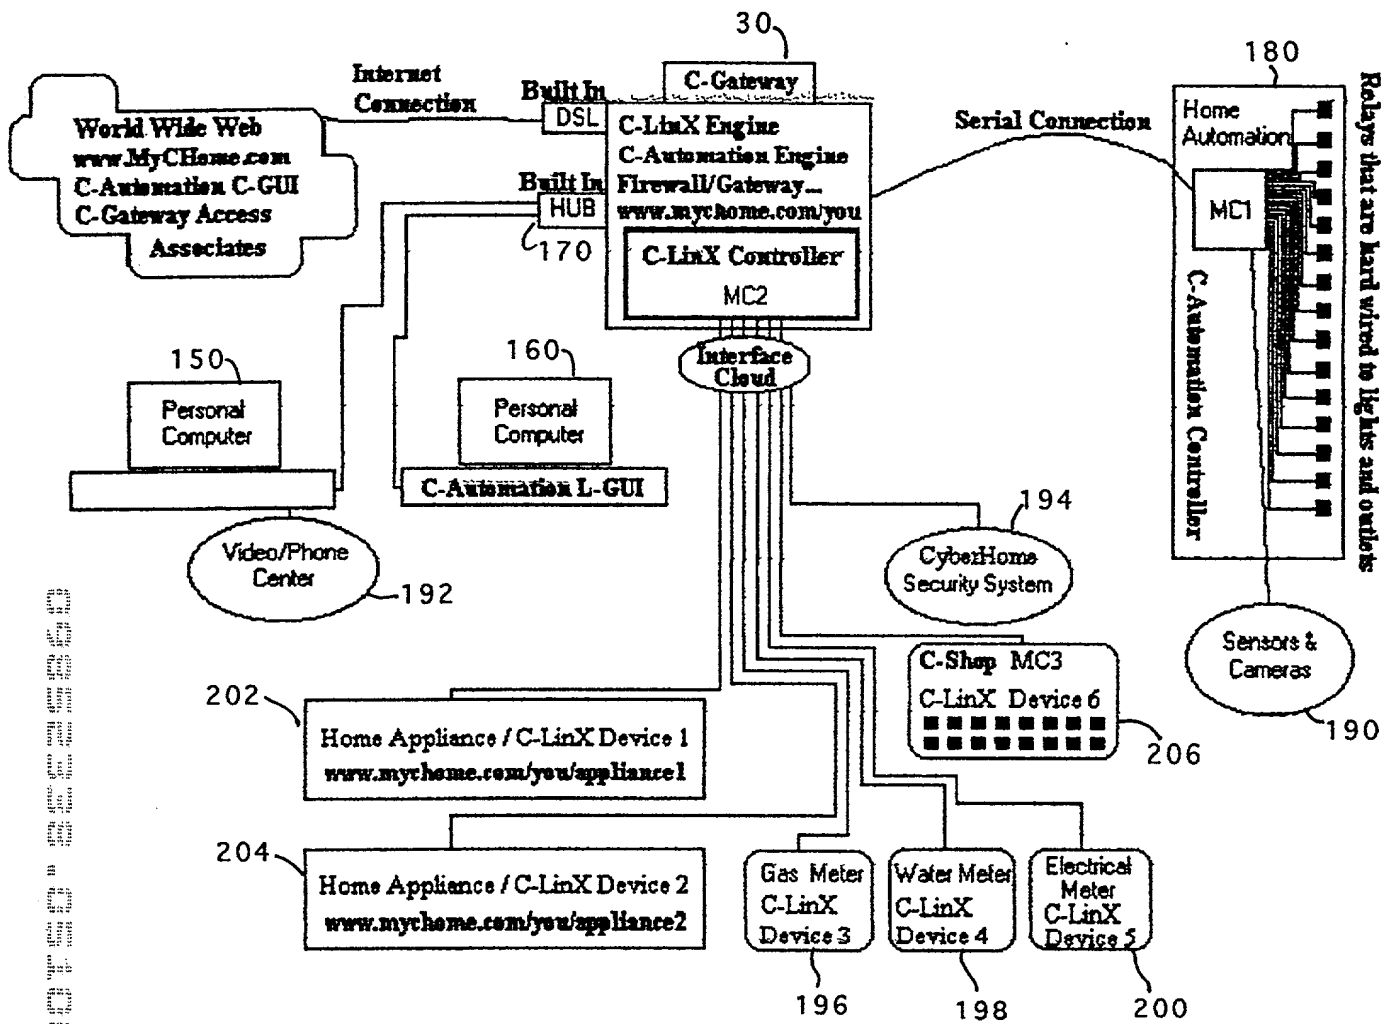 30
180
C-Gateway
Internet
Connection
Built In
DSL
World Wide Web
www.MyCHome.com
C-Automation C-GUI
C-Gateway Access
Associates
C-LinX Engine
C-Automation Engine
Firewall/Gateway...
www.mychome.com/you
Built In
HUB
170
C-LinX Controller
MC2
Serial Connection
Home
Automation
MC1
C-Automation Controller
Relays that are hard wired to lights and outlets
Interface
Cloud
150
Personal
Computer
160
Personal
Computer
C-Automation L-GUI
Video/Phone
Center
192
194
CyberHome
Security System
Sensors &
Cameras
190
C-Shop MC3
C-LinX Device 6
206
202
Home Appliance / C-LinX Device 1
www.mychome.com/you/appliance1
204
Home Appliance / C-LinX Device 2
www.mychome.com/you/appliance2
Gas Meter
C-LinX
Device 3
196
Water Meter
C-LinX
Device 4
198
Electrical
Meter
C-LinX
Device 5
200